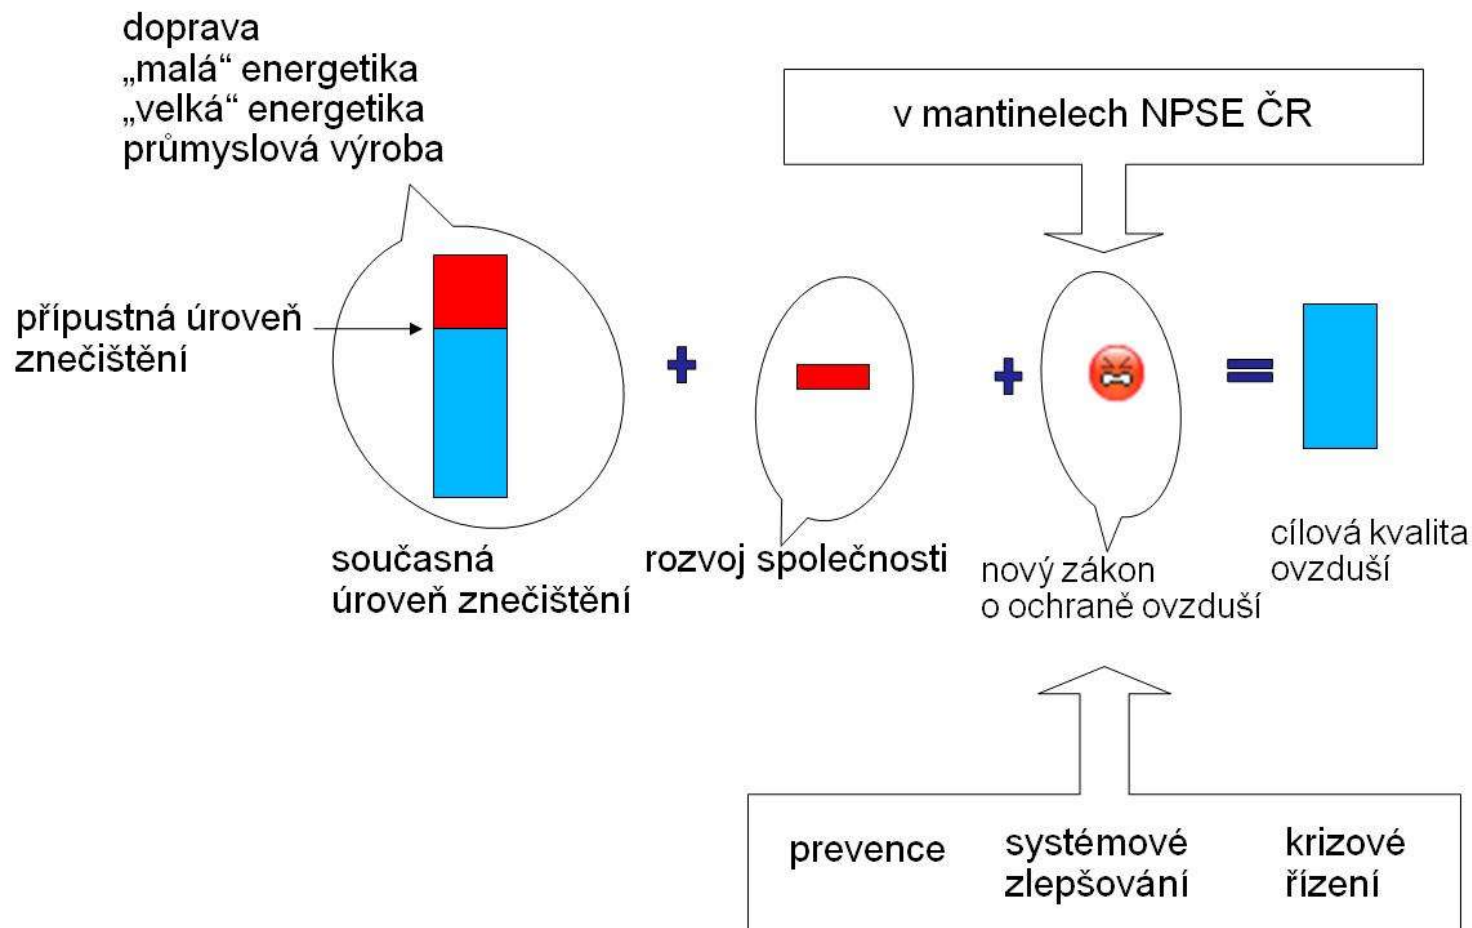 doprava
„malá“ energetika
„velká“ energetika
průmyslová výroba
v mantinelech NPSE ČR
přípustná úroveň
znečištění
současná
úroveň znečištění
rozvoj společnosti
nový zákon
o ochraně ovzduší
cílová kvalita
ovzduší
prevence
systémové
zlepšování
krizové
řízení